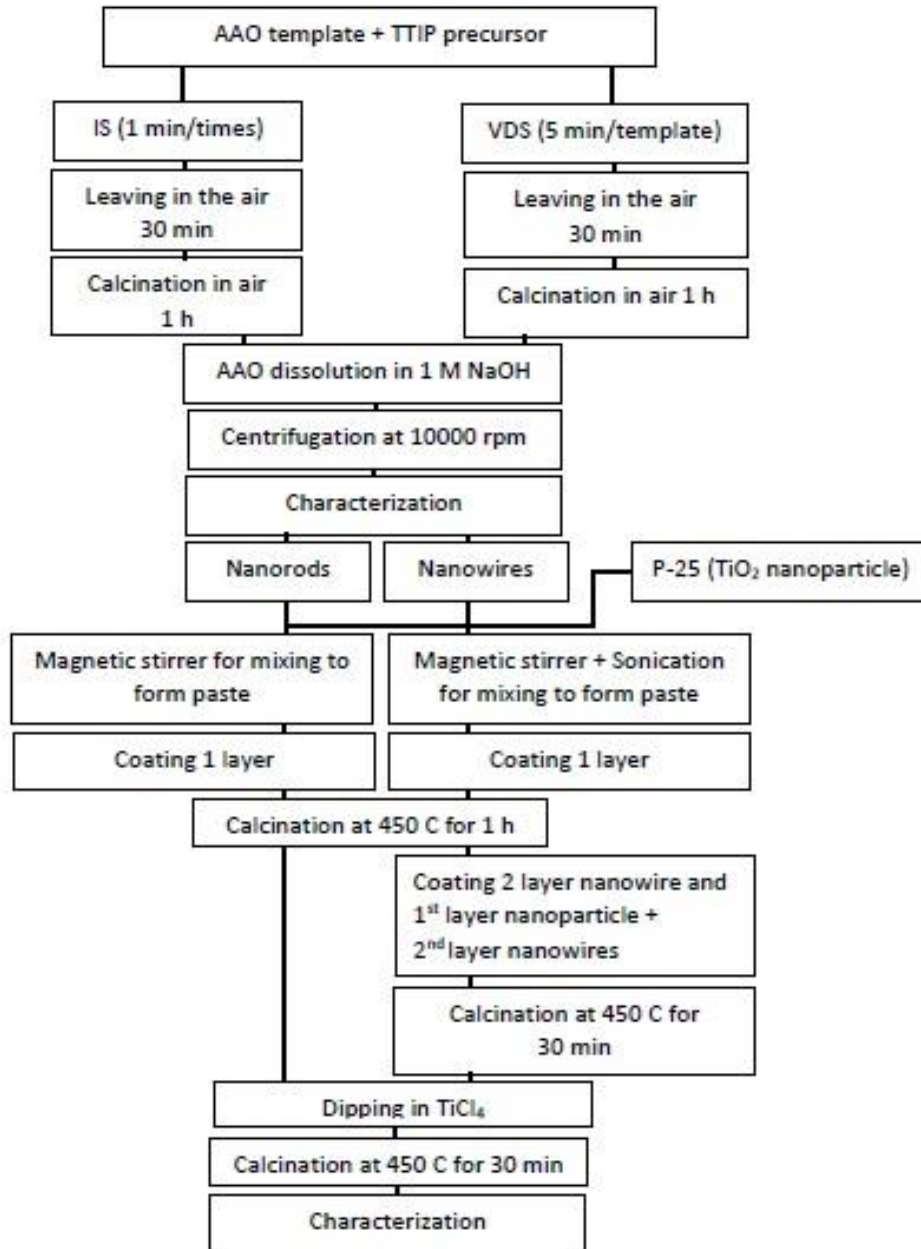 AAO template + TTIP precursor
IS (1 min/times)
VDS (5 min/template)
Leaving in the air
30 min
Leaving in the air
30 min
Calcination in air
1 h
Calcination in air 1 h
AAO dissolution in 1 M NaOH
Centrifugation at 10000 rpm
Characterization
Nanorods
Nanowires
P-25 (TiO₂ nanoparticle)
Magnetic stirrer for mixing to
form paste
Magnetic stirrer + Sonication
for mixing to form paste
Coating 1 layer
Coating 1 layer
Calcination at 450 C for 1 h
Coating 2 layer nanowire and
1st layer nanoparticle +
2nd layer nanowires
Calcination at 450 C for
30 min
Dipping in TiCl₄
Calcination at 450 C for 30 min
Characterization